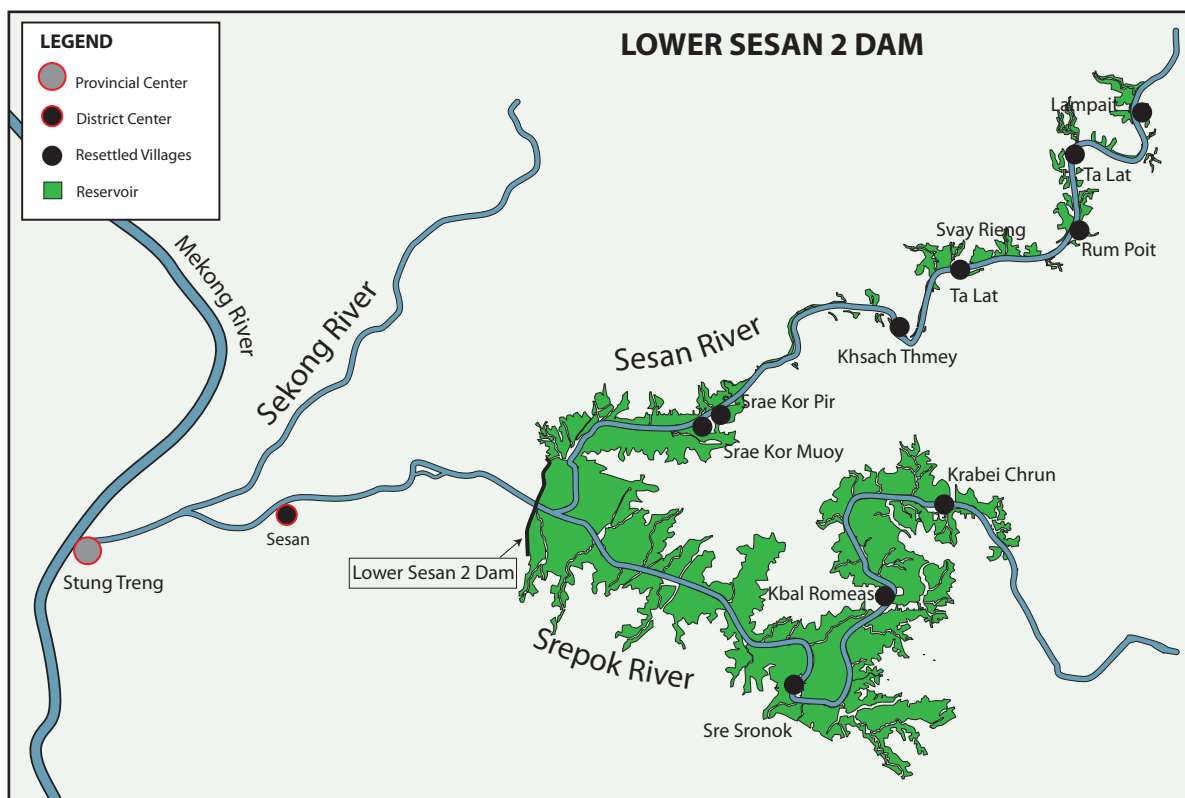 LOWER SESAN 2 DAM
LEGEND
Provincial Center
District Center
Resettled Villages
Reservoir
Lampait
Ta Lat
Rum Poit
Svay Rieng
Ta Lat
Khsach Thmey
Mekong River
Sekong River
Sesan River
Srae Kor Pir
Srae Kor Muoy
Krabei Chrun
Sesan
Stung Treng
Lower Sesan 2 Dam
Kbal Romeas
Srepok River
Sre Sronok